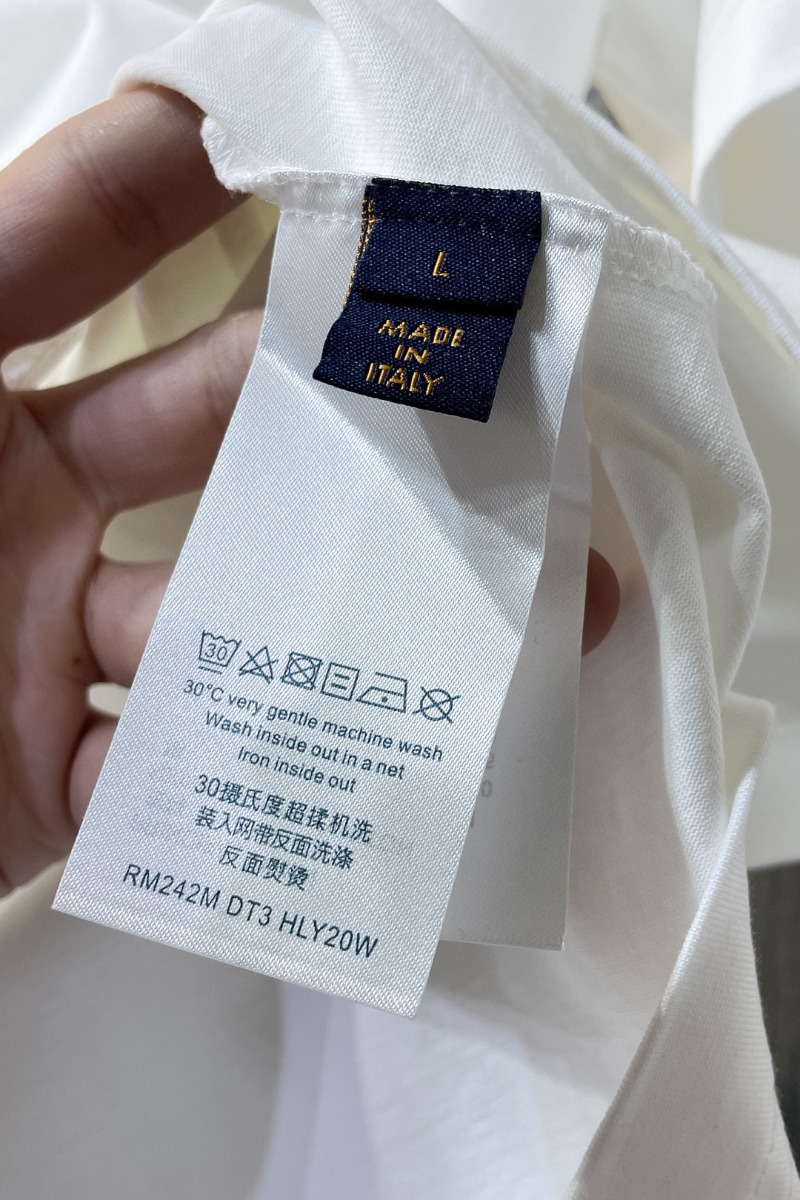 L
MADE
IN
ITALY
30
30°C very gentle machine wash
Wash inside out in a net
Iron inside out
30摄氏度超揉机洗
装入网带反面洗涤
反面熨烫
RM242M DT3 HLY20W